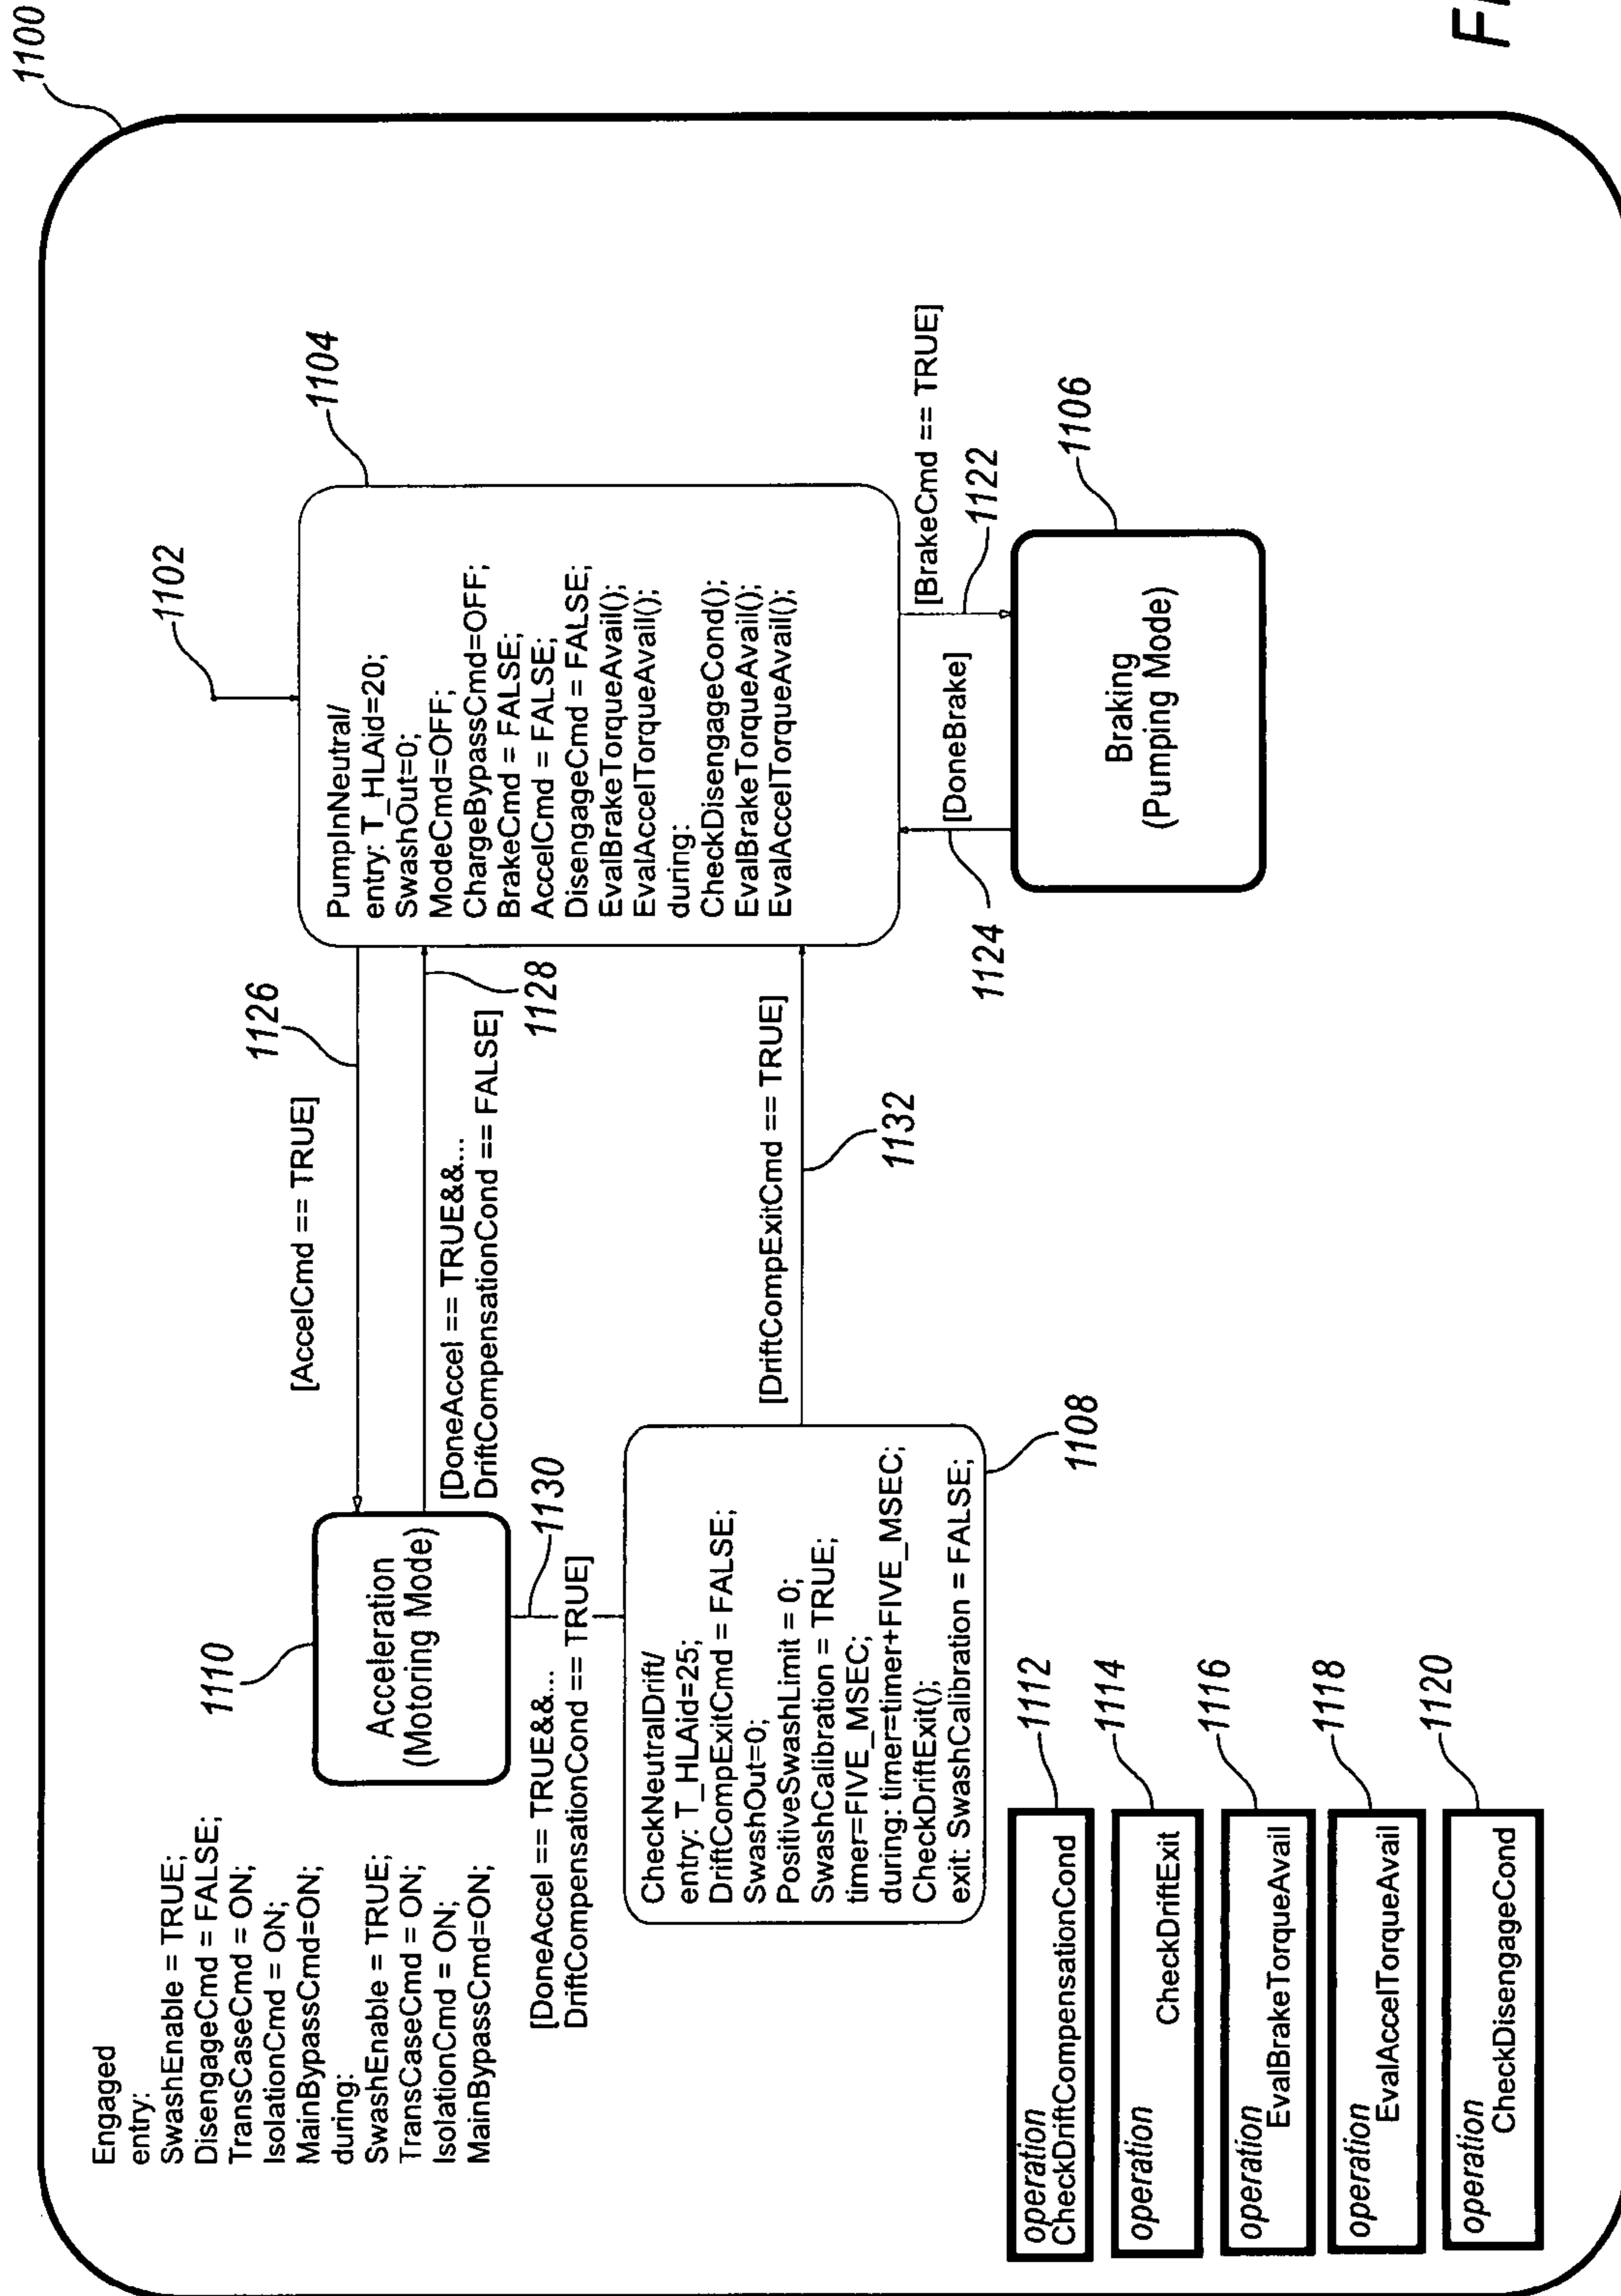 1100
Engaged
entry:
SwashEnable = TRUE;
DisengageCmd = FALSE;
TransCaseCmd = ON;
IsolationCmd = ON;
MainBypassCmd=ON;
during:
SwashEnable = TRUE;
TransCaseCmd = ON;
IsolationCmd = ON;
MainBypassCmd=ON;
1110
Acceleration
(Motoring Mode)
[AccelCmd == TRUE]
1126
[DoneAccel == TRUE&&...
DriftCompensationCond == FALSE]
1128
1102
1104
PumpInNeutral/
entry: T_HLAid=20;
SwashOut=0;
ModeCmd=OFF;
ChargeBypassCmd=OFF;
BrakeCmd = FALSE;
AccelCmd = FALSE;
DisengageCmd = FALSE;
EvalBrakeTorqueAvail();
EvalAccelTorqueAvail();
during:
CheckDisengageCond();
EvalBrakeTorqueAvail();
EvalAccelTorqueAvail();
[DoneAccel == TRUE&&...
DriftCompensationCond == TRUE]
1130
CheckNeutralDrift/
entry: T_HLAid=25;
DriftCompExitCmd = FALSE;
SwashOut=0;
PositiveSwashLimit = 0;
SwashCalibration = TRUE;
timer=FIVE_MSEC;
during: timer=timer+FIVE_MSEC;
CheckDriftExit();
exit: SwashCalibration = FALSE;
1108
[DriftCompExitCmd == TRUE]
1132
[BrakeCmd == TRUE]
1122
[DoneBrake]
1124
Braking
(Pumping Mode)
1106
operation
CheckDriftCompensationCond
1112
operation
CheckDriftExit
1114
operation
EvalBrakeTorqueAvail
1116
operation
EvalAccelTorqueAvail
1118
operation
CheckDisengageCond
1120